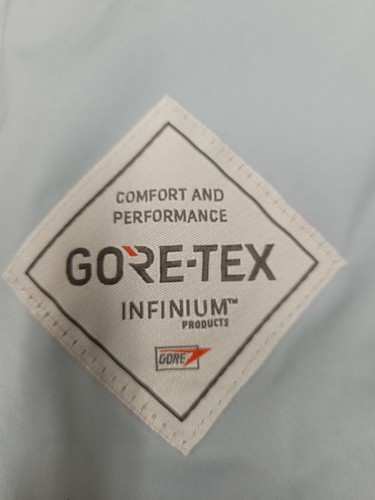 COMFORT AND
PERFORMANCE
GORE-TEX
INFINIUM™
PRODUCTS
GORE